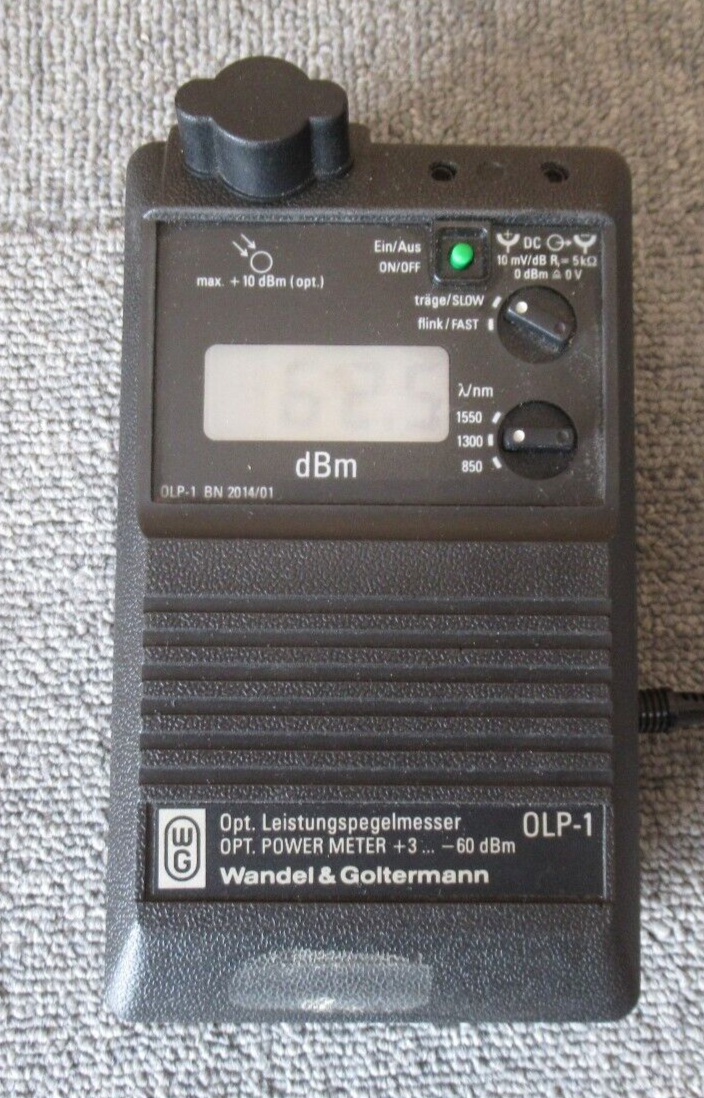 max. +10 dBm (opt.)
Ein/Aus
ON/OFF
DC
10 mV/dB Rᵢ= 5kΩ
0 dBm ≙ 0 V
träge/SLOW
flink/FAST
λ/nm
1550
1300
850
dBm
OLP-1 BN 2014/01
WG
Opt. Leistungspegelmesser OLP-1
OPT. POWER METER +3 ... −60 dBm
Wandel & Goltermann